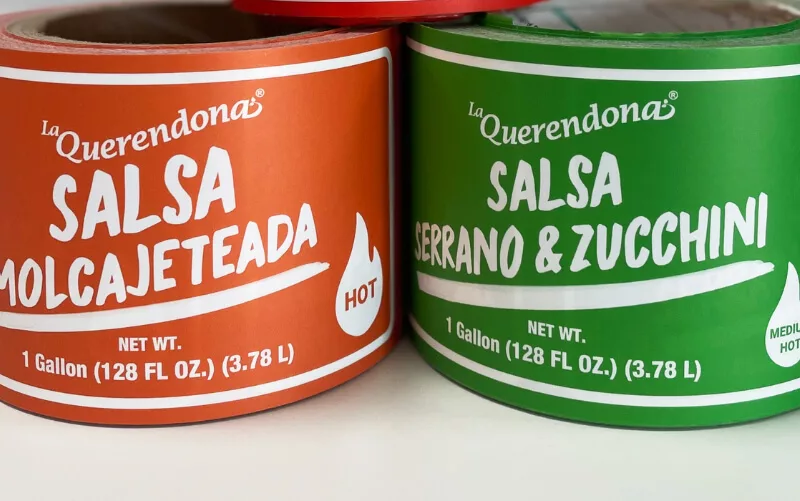 La Querendona®
SALSA
MOLCAJETEADA
HOT
NET WT.
1 Gallon (128 FL OZ.) (3.78 L)
La Querendona®
SALSA
SERRANO & ZUCCHINI
HOT
NET WT.
1 Gallon (128 FL OZ.) (3.78 L)